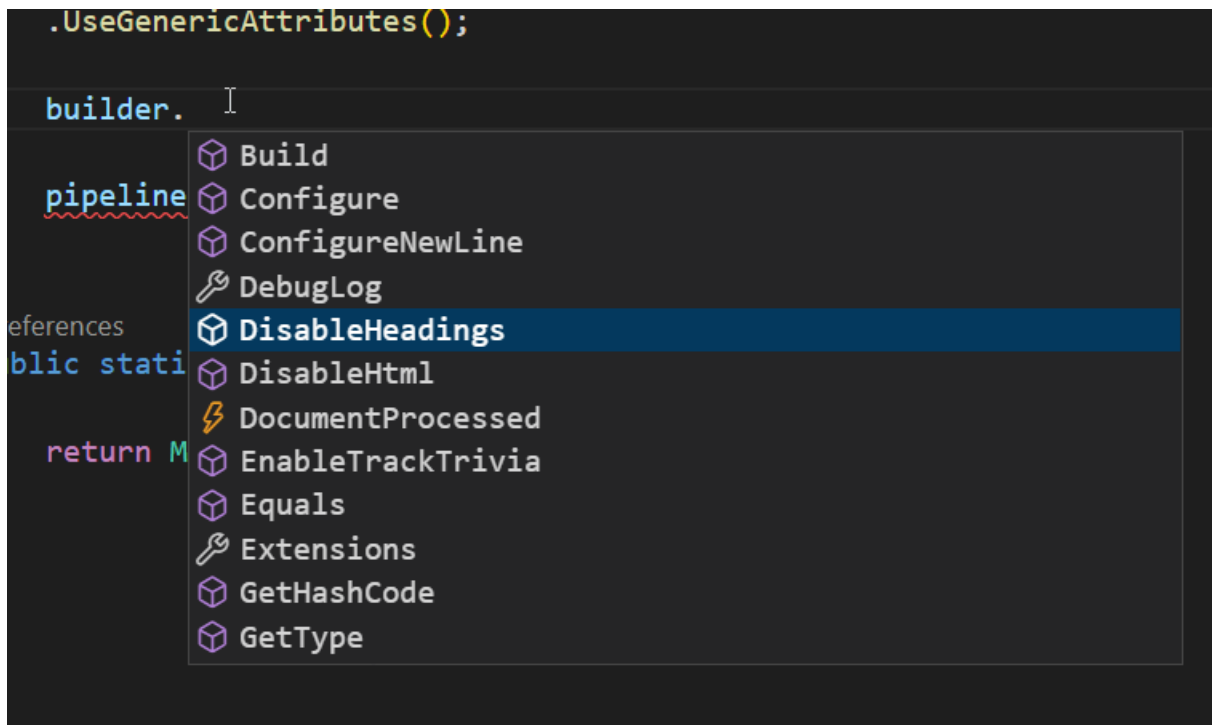 .UseGenericAttributes();
builder.
Build
pipeline
Configure
ConfigureNewLine
DebugLog
eferences
DisableHeadings
blic stati
DisableHtml
DocumentProcessed
return M
EnableTrackTrivia
Equals
Extensions
GetHashCode
GetType